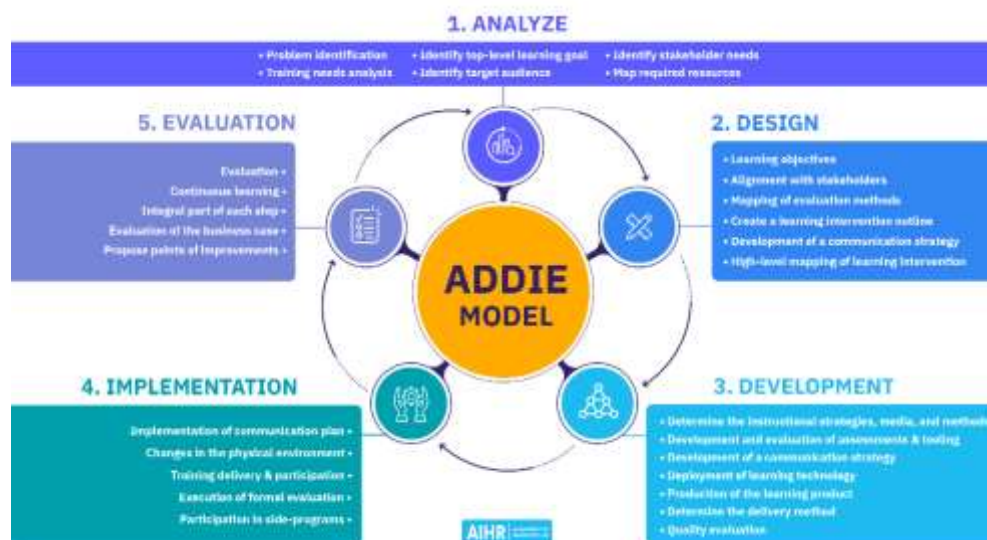 1. ANALYZE
• Problem identification • Identify top-level learning goal • Identify stakeholder needs
• Training needs analysis • Identify target audience • Map required resources
5. EVALUATION
Evaluation •
Continuous learning •
Integral part of each step •
Evaluation of the business case •
Propose points of improvements •
2. DESIGN
• Learning objectives
• Alignment with stakeholders
• Mapping of evaluation methods
• Create a learning intervention outline
• Development of a communication strategy
• High-level mapping of learning intervention
ADDIE
MODEL
4. IMPLEMENTATION
Implementation of communication plan •
Changes in the physical environment •
Training delivery & participation •
Execution of formal evaluation •
Participation in side-programs •
3. DEVELOPMENT
• Determine the instructional strategies, media, and methods
• Development and evaluation of assessments & tooling
• Development of a communication strategy
• Deployment of learning technology
• Production of the learning product
• Determine the delivery method
• Quality evaluation
AIHR